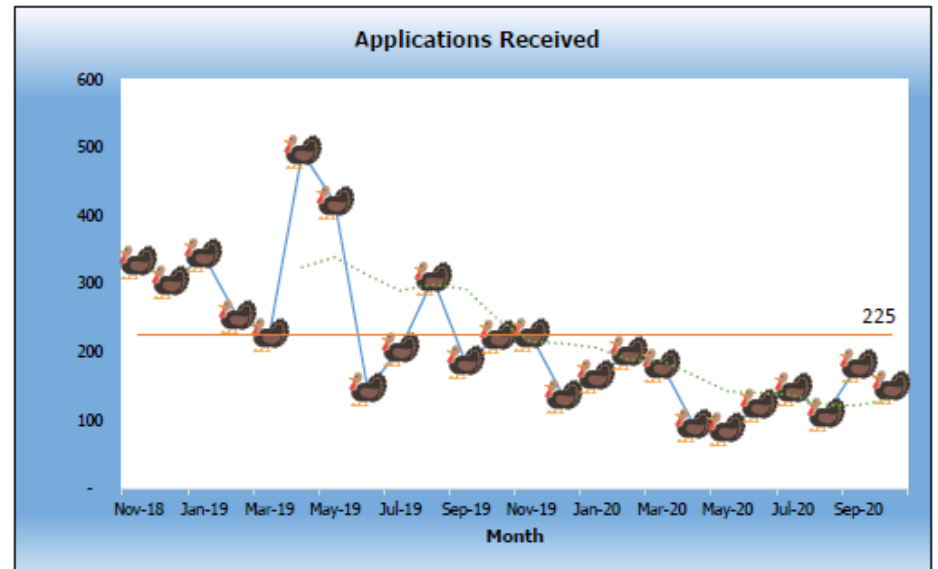 Applications Received
600
500
400
300
200
100
-
225
Nov-18 Jan-19 Mar-19 May-19 Jul-19 Sep-19 Nov-19 Jan-20 Mar-20 May-20 Jul-20 Sep-20
Month